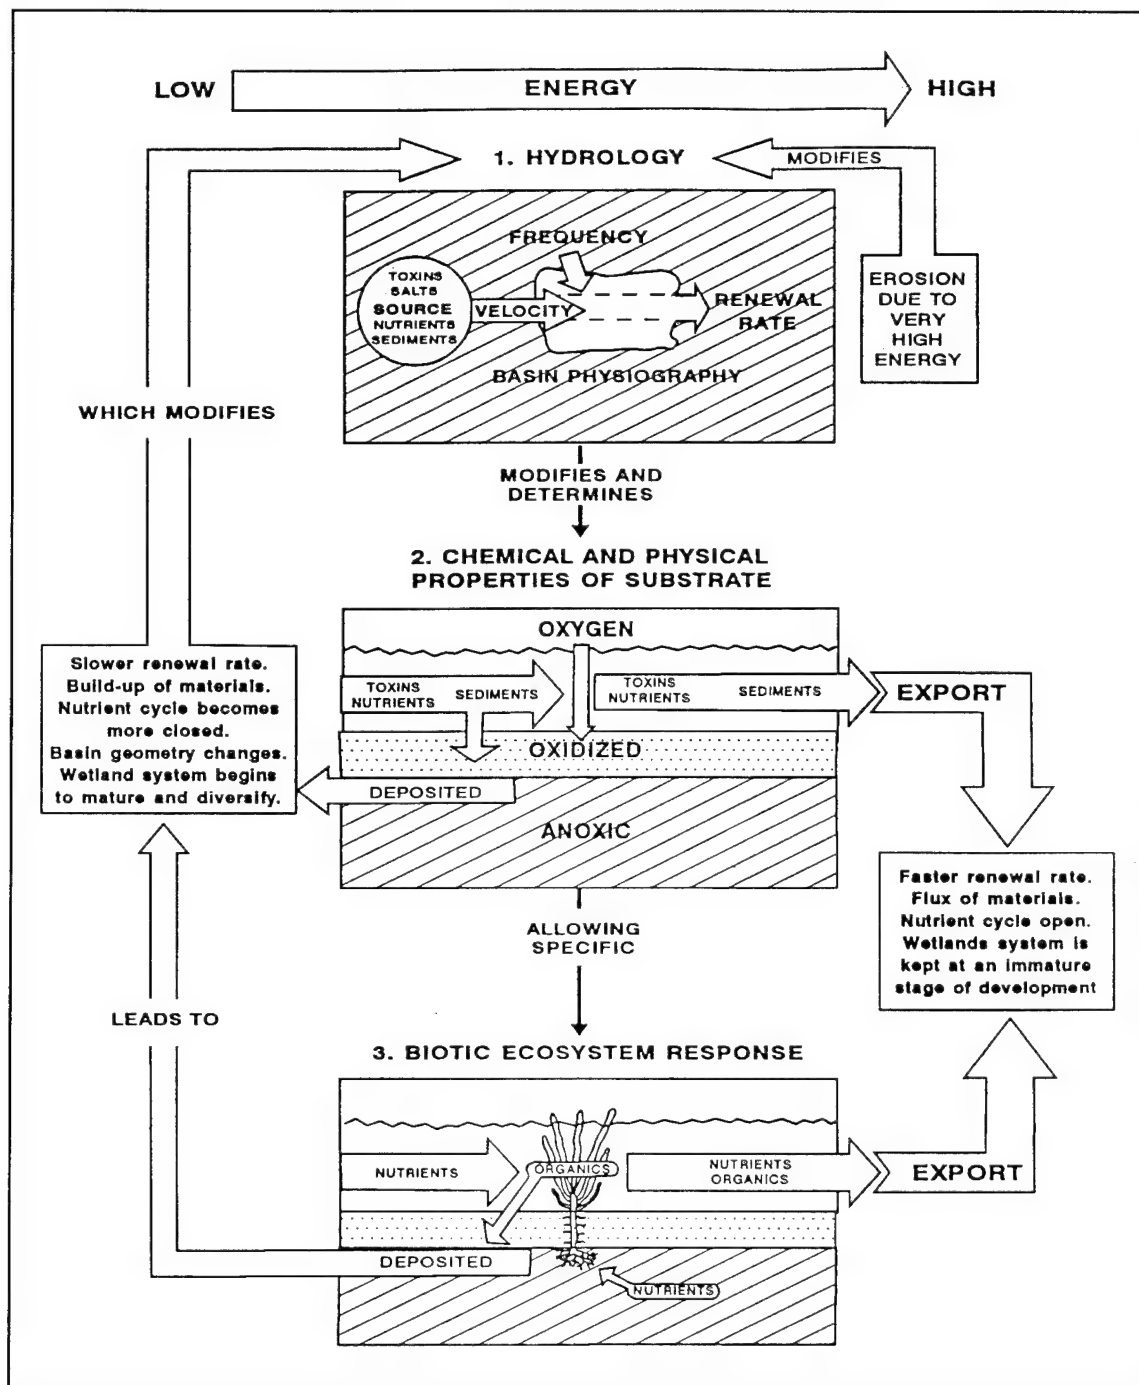 LOW
ENERGY
HIGH
1. HYDROLOGY
MODIFIES
FREQUENCY
TOXINS
SALTS
SOURCE
NUTRIENTS
SEDIMENTS
VELOCITY
RENEWAL
RATE
BASIN PHYSIOGRAPHY
EROSION
DUE TO
VERY
HIGH
ENERGY
WHICH MODIFIES
MODIFIES AND
DETERMINES
2. CHEMICAL AND PHYSICAL
PROPERTIES OF SUBSTRATE
OXYGEN
TOXINS
NUTRIENTS
SEDIMENTS
TOXINS
NUTRIENTS
SEDIMENTS
EXPORT
OXIDIZED
DEPOSITED
ANOXIC
Slower renewal rate.
Build-up of materials.
Nutrient cycle becomes
more closed.
Basin geometry changes.
Wetland system begins
to mature and diversify.
Faster renewal rate.
Flux of materials.
Nutrient cycle open.
Wetlands system is
kept at an immature
stage of development
ALLOWING
SPECIFIC
LEADS TO
3. BIOTIC ECOSYSTEM RESPONSE
NUTRIENTS
ORGANICS
NUTRIENTS
ORGANICS
EXPORT
DEPOSITED
NUTRIENTS